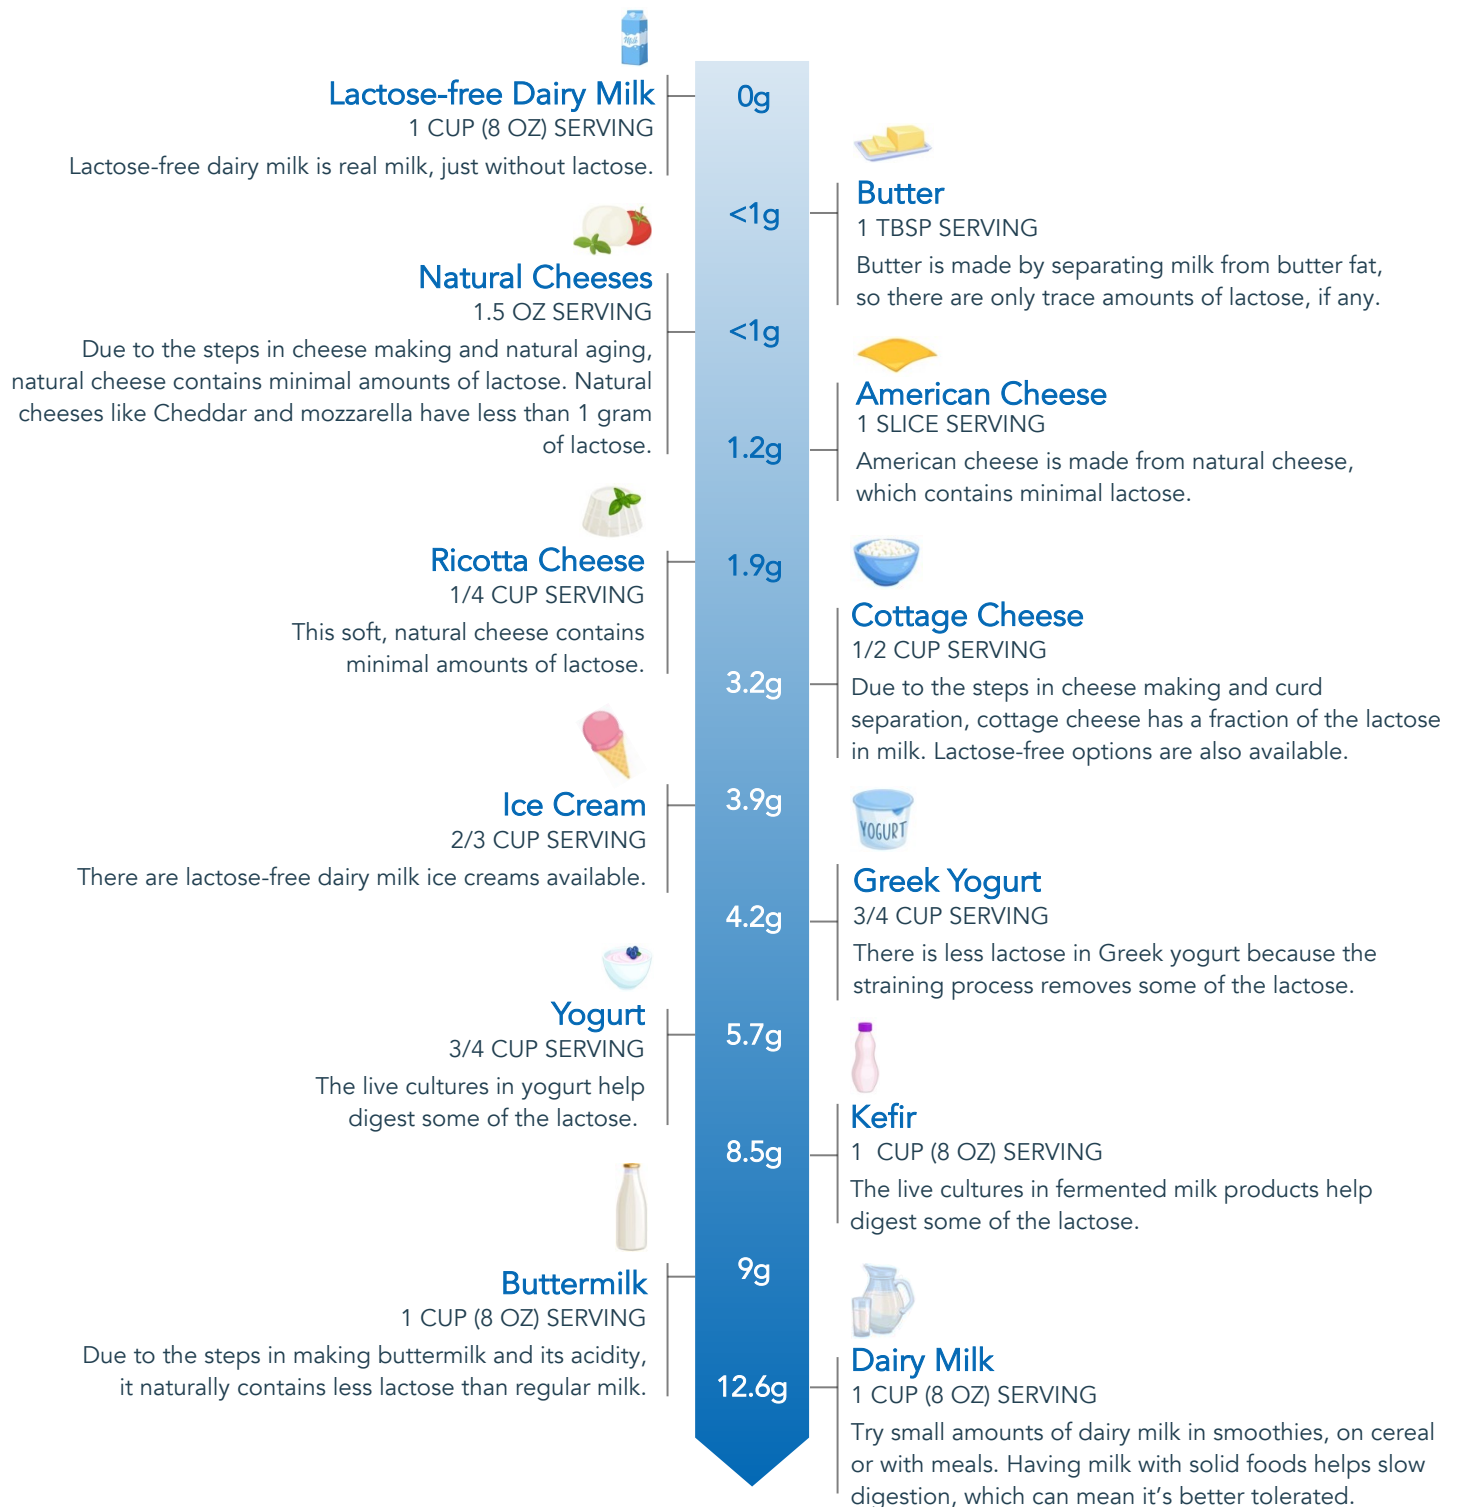 Milk
Lactose-free Dairy Milk
1 CUP (8 OZ) SERVING
Lactose-free dairy milk is real milk, just without lactose.
0g
Butter
1 TBSP SERVING
Butter is made by separating milk from butter fat,
so there are only trace amounts of lactose, if any.
<1g
Natural Cheeses
1.5 OZ SERVING
Due to the steps in cheese making and natural aging,
natural cheese contains minimal amounts of lactose. Natural
cheeses like Cheddar and mozzarella have less than 1 gram
of lactose.
<1g
American Cheese
1 SLICE SERVING
American cheese is made from natural cheese,
which contains minimal lactose.
1.2g
Ricotta Cheese
1/4 CUP SERVING
This soft, natural cheese contains
minimal amounts of lactose.
1.9g
Cottage Cheese
1/2 CUP SERVING
Due to the steps in cheese making and curd
separation, cottage cheese has a fraction of the lactose
in milk. Lactose-free options are also available.
3.2g
Ice Cream
2/3 CUP SERVING
There are lactose-free dairy milk ice creams available.
3.9g
YOGURT
Greek Yogurt
3/4 CUP SERVING
There is less lactose in Greek yogurt because the
straining process removes some of the lactose.
4.2g
Yogurt
3/4 CUP SERVING
The live cultures in yogurt help
digest some of the lactose.
5.7g
Kefir
1 CUP (8 OZ) SERVING
The live cultures in fermented milk products help
digest some of the lactose.
8.5g
Buttermilk
1 CUP (8 OZ) SERVING
Due to the steps in making buttermilk and its acidity,
it naturally contains less lactose than regular milk.
9g
Dairy Milk
1 CUP (8 OZ) SERVING
Try small amounts of dairy milk in smoothies, on cereal
or with meals. Having milk with solid foods helps slow
digestion, which can mean it's better tolerated.
12.6g